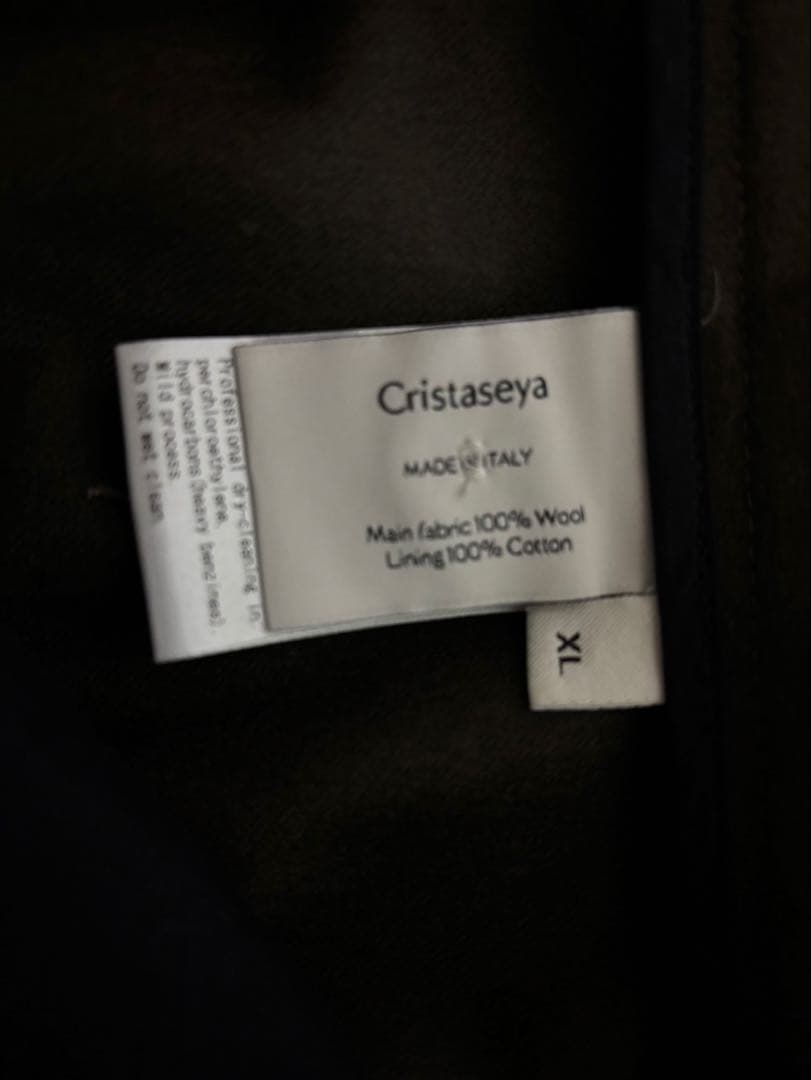 Cristaseya
MADE IN ITALY
Main fabric 100% Wool
Lining 100% Cotton
XL
Professional dry-cleaning in
perchloroethylene,
hydrocarbons (heavy benzines).
Mild process
Do not wet clean